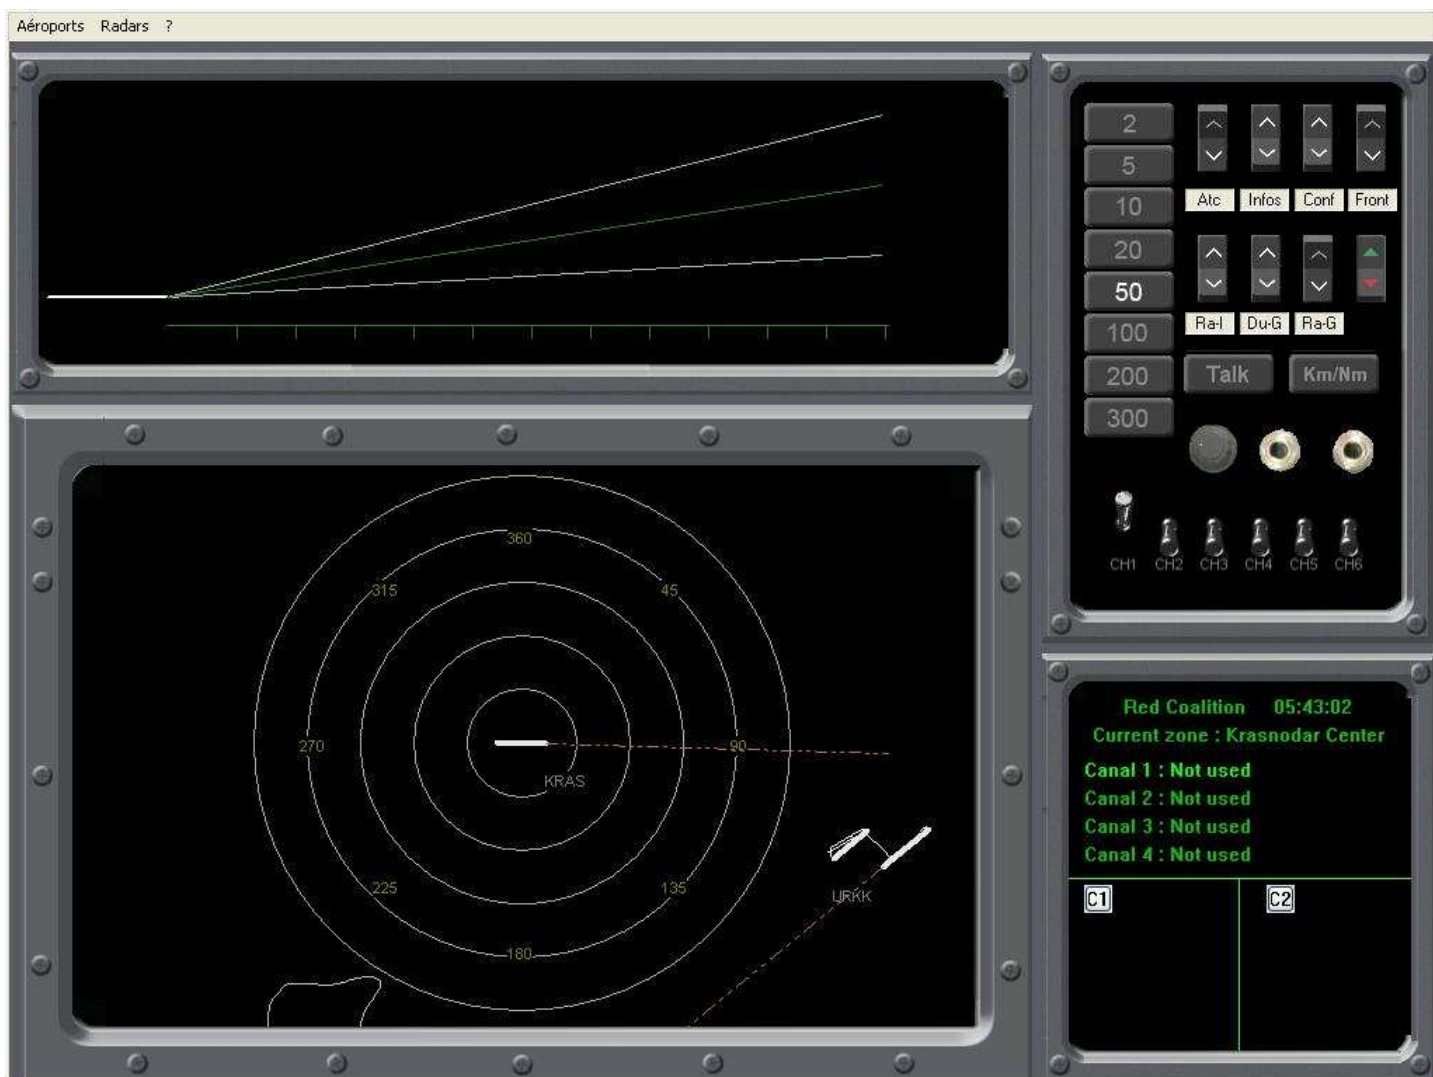 Aéroports Radars ?
2
5
10
20
50
100
200
300
Atc Infos Conf Front
Ra-I Du-G Ra-G
Talk Km/Nm
CH1 CH2 CH3 CH4 CH5 CH6
360
315 45
270 90
KRAS
225 135
URKK
180
Red Coalition 05:43:02
Current zone : Krasnodar Center
Canal 1 : Not used
Canal 2 : Not used
Canal 3 : Not used
Canal 4 : Not used
C1 C2